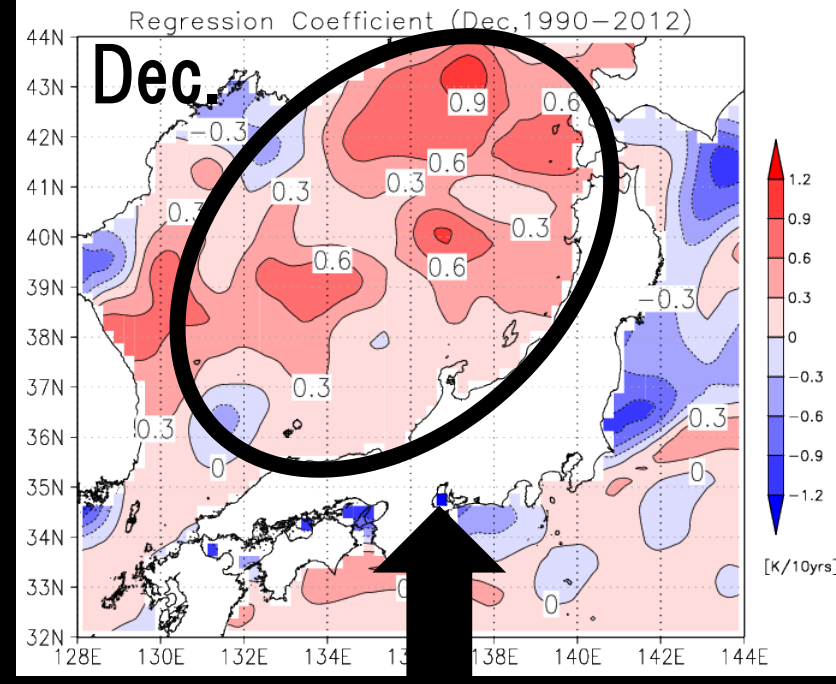 Regression Coefficient (Dec,1990−2012)
Dec.
44N
43N
42N
41N
40N
39N
38N
37N
36N
35N
34N
33N
32N
128E 130E 132E 134E 138E 140E 142E 144E
0.9
0.6
−0.3
0.6
0.3
0.3
0.3
0.6
0.6
−0.3
0.3
0.3
0.3
0
0
0
0
1.2
0.9
0.6
0.3
0
−0.3
−0.6
−0.9
−1.2
[K/10yrs]